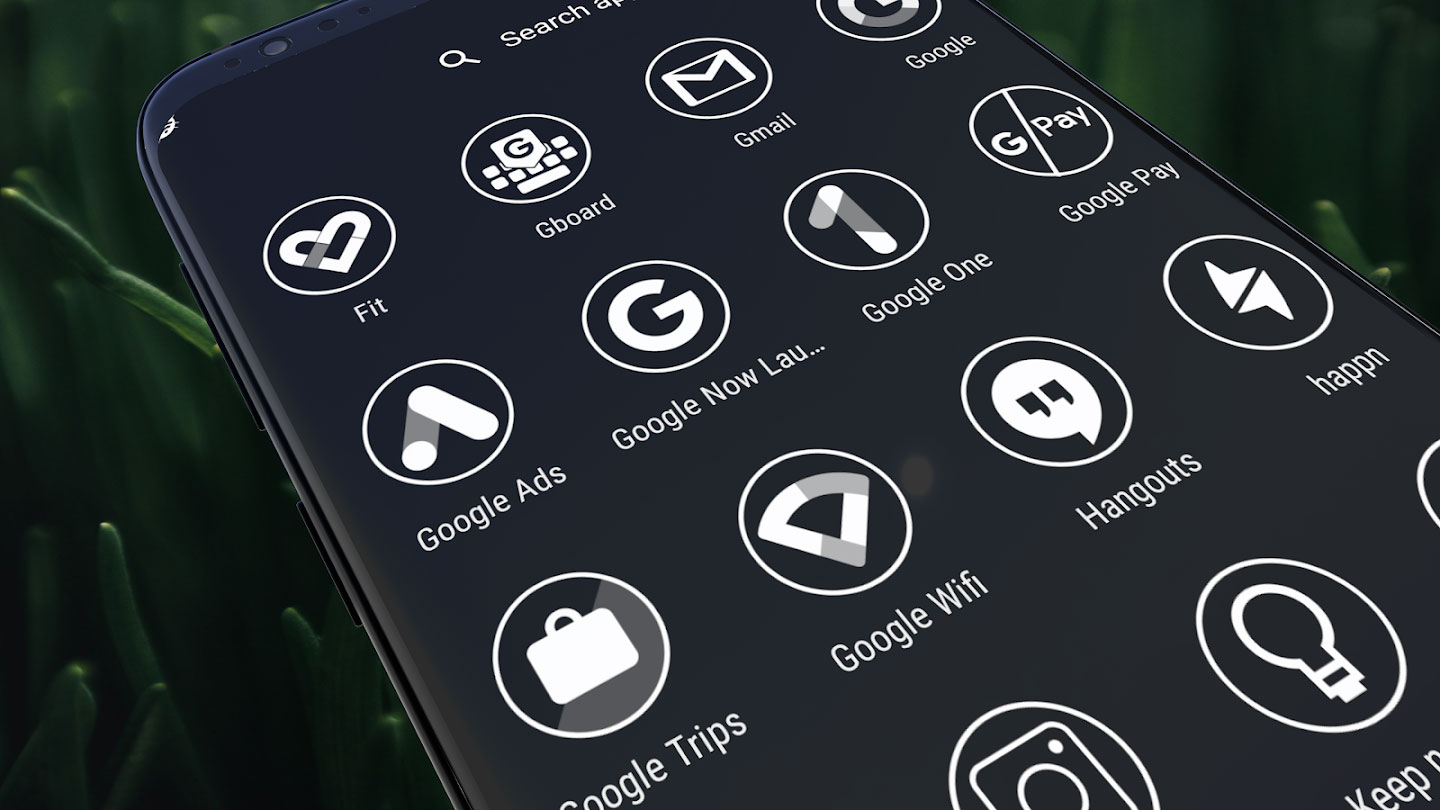 Search ap
Fit
Gboard
G
Gmail
Google
Google Ads
Google Now Lau...
G
Google One
G Pay
Google Pay
Google Trips
Google Wifi
Hangouts
happn
Keep